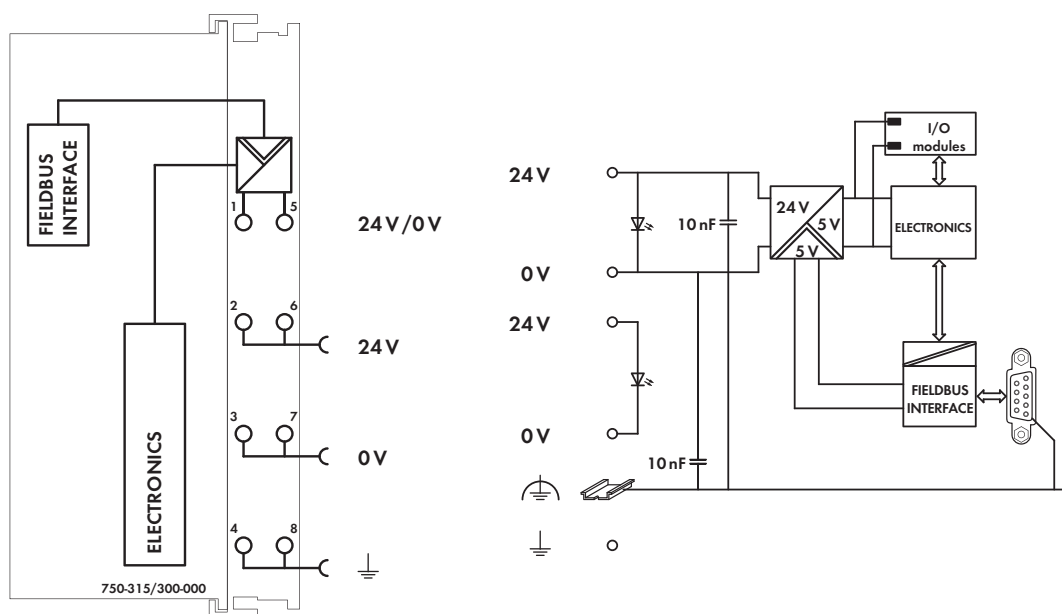 FIELDBUS
INTERFACE
1
5
24V/0V
2
6
24V
3
7
0V
ELECTRONICS
4
8
750-315/300-000
24V
0V
24V
0V
10nF
10nF
24V
5V
5V
I/O
modules
ELECTRONICS
FIELDBUS
INTERFACE